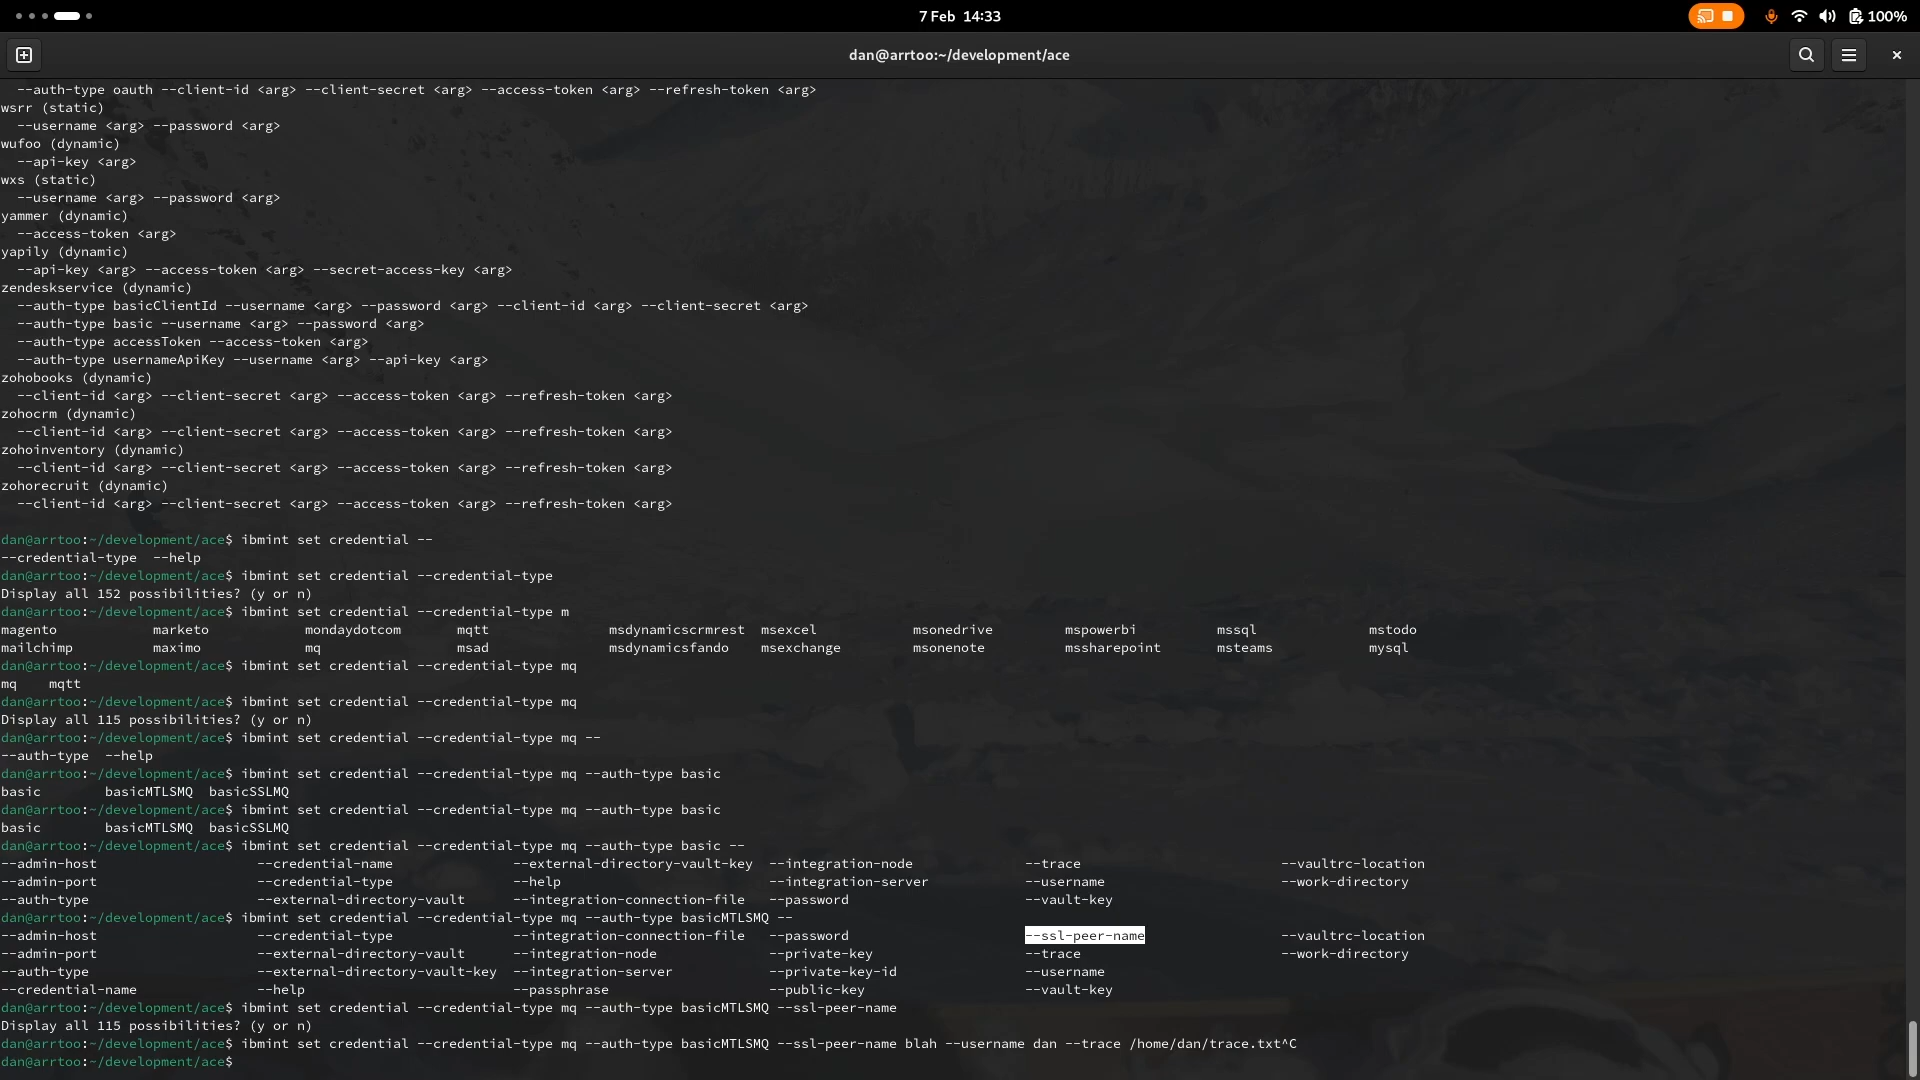 7 Feb 14:33
100%
dan@arrtoo:~/development/ace
--auth-type oauth --client-id <arg> --client-secret <arg> --access-token <arg> --refresh-token <arg>
wsrr (static)
--username <arg> --password <arg>
wufoo (dynamic)
--api-key <arg>
wxs (static)
--username <arg> --password <arg>
yammer (dynamic)
--access-token <arg>
yapily (dynamic)
--api-key <arg> --access-token <arg> --secret-access-key <arg>
zendeskservice (dynamic)
--auth-type basicClientId --username <arg> --password <arg> --client-id <arg> --client-secret <arg>
--auth-type basic --username <arg> --password <arg>
--auth-type accessToken --access-token <arg>
--auth-type usernameApiKey --username <arg> --api-key <arg>
zohobooks (dynamic)
--client-id <arg> --client-secret <arg> --access-token <arg> --refresh-token <arg>
zohocrm (dynamic)
--client-id <arg> --client-secret <arg> --access-token <arg> --refresh-token <arg>
zohoinventory (dynamic)
--client-id <arg> --client-secret <arg> --access-token <arg> --refresh-token <arg>
zohorecruit (dynamic)
--client-id <arg> --client-secret <arg> --access-token <arg> --refresh-token <arg>
dan@arrtoo:~/development/ace$ ibmint set credential --
--credential-type --help
dan@arrtoo:~/development/ace$ ibmint set credential --credential-type
Display all 152 possibilities? (y or n)
dan@arrtoo:~/development/ace$ ibmint set credential --credential-type m
magento marketo mondaydotcom mqtt msdynamicscrmrest msexcel msonedrive mspowerbi mssql mstodo
mailchimp maximo mq msad msdynamicsfando msexchange msonenote mssharepoint msteams mysql
dan@arrtoo:~/development/ace$ ibmint set credential --credential-type mq
mq mqtt
dan@arrtoo:~/development/ace$ ibmint set credential --credential-type mq
Display all 115 possibilities? (y or n)
dan@arrtoo:~/development/ace$ ibmint set credential --credential-type mq --
--auth-type --help
dan@arrtoo:~/development/ace$ ibmint set credential --credential-type mq --auth-type basic
basic basicMTLSMQ basicSSLMQ
dan@arrtoo:~/development/ace$ ibmint set credential --credential-type mq --auth-type basic
basic basicMTLSMQ basicSSLMQ
dan@arrtoo:~/development/ace$ ibmint set credential --credential-type mq --auth-type basic --
--admin-host --credential-name --external-directory-vault-key --integration-node --trace --vaultrc-location
--admin-port --credential-type --help --integration-server --username --work-directory
--auth-type --external-directory-vault --integration-connection-file --password --vault-key
dan@arrtoo:~/development/ace$ ibmint set credential --credential-type mq --auth-type basicMTLSMQ --
--admin-host --credential-type --integration-connection-file --password --ssl-peer-name --vaultrc-location
--admin-port --external-directory-vault --integration-node --private-key --trace --work-directory
--auth-type --external-directory-vault-key --integration-server --private-key-id --username
--credential-name --help --passphrase --public-key --vault-key
dan@arrtoo:~/development/ace$ ibmint set credential --credential-type mq --auth-type basicMTLSMQ --ssl-peer-name
Display all 115 possibilities? (y or n)
dan@arrtoo:~/development/ace$ ibmint set credential --credential-type mq --auth-type basicMTLSMQ --ssl-peer-name blah --username dan --trace /home/dan/trace.txt^C
dan@arrtoo:~/development/ace$